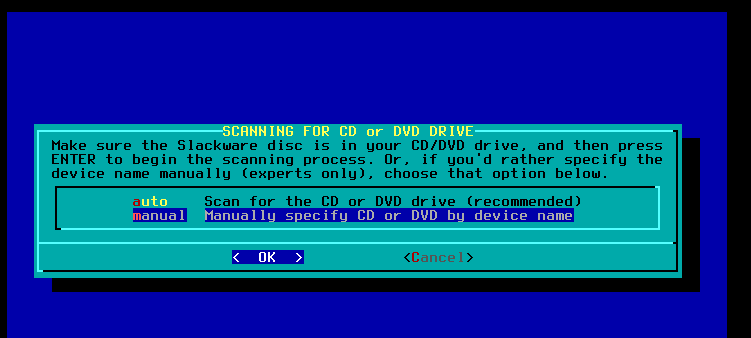 SCANNING FOR CD or DVD DRIVE
Make sure the Slackware disc is in your CD/DVD drive, and then press
ENTER to begin the scanning process. Or, if you'd rather specify the
device name manually (experts only), choose that option below.
auto Scan for the CD or DVD drive (recommended)
manual Manually specify CD or DVD by device name
< OK > <Cancel>